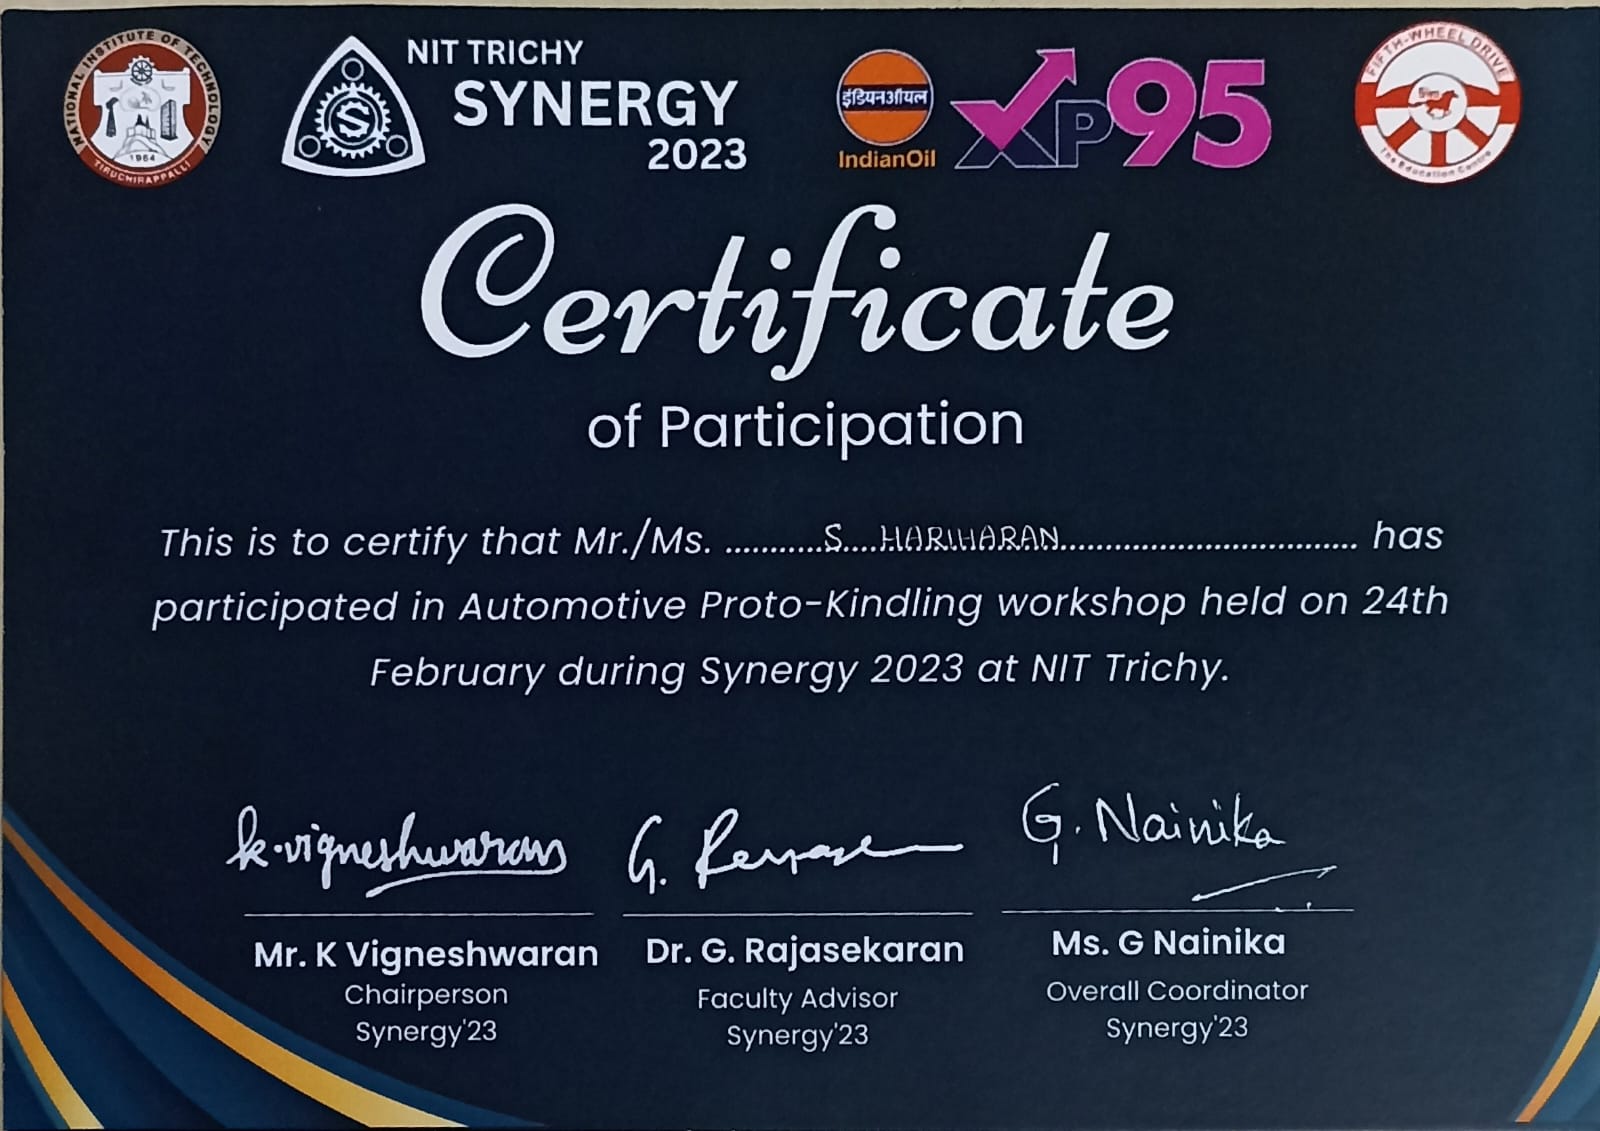 NATIONAL INSTITUTE OF TECHNOLOGY
1964
TIRUCHIRAPPALLI
NIT TRICHY
SYNERGY
2023
S
इंडियनऑयल
IndianOil
XP95
FIFTH-WHEEL DRIVE
The Education Centre
Certificate
of Participation
This is to certify that Mr./Ms. ...........S....HARIHARAN.................................. has
participated in Automotive Proto-Kindling workshop held on 24th
February during Synergy 2023 at NIT Trichy.
K. Vigneshwaran
G.
G. Nainika
Mr. K Vigneshwaran
Chairperson
Synergy'23
Dr. G. Rajasekaran
Faculty Advisor
Synergy'23
Ms. G Nainika
Overall Coordinator
Synergy'23